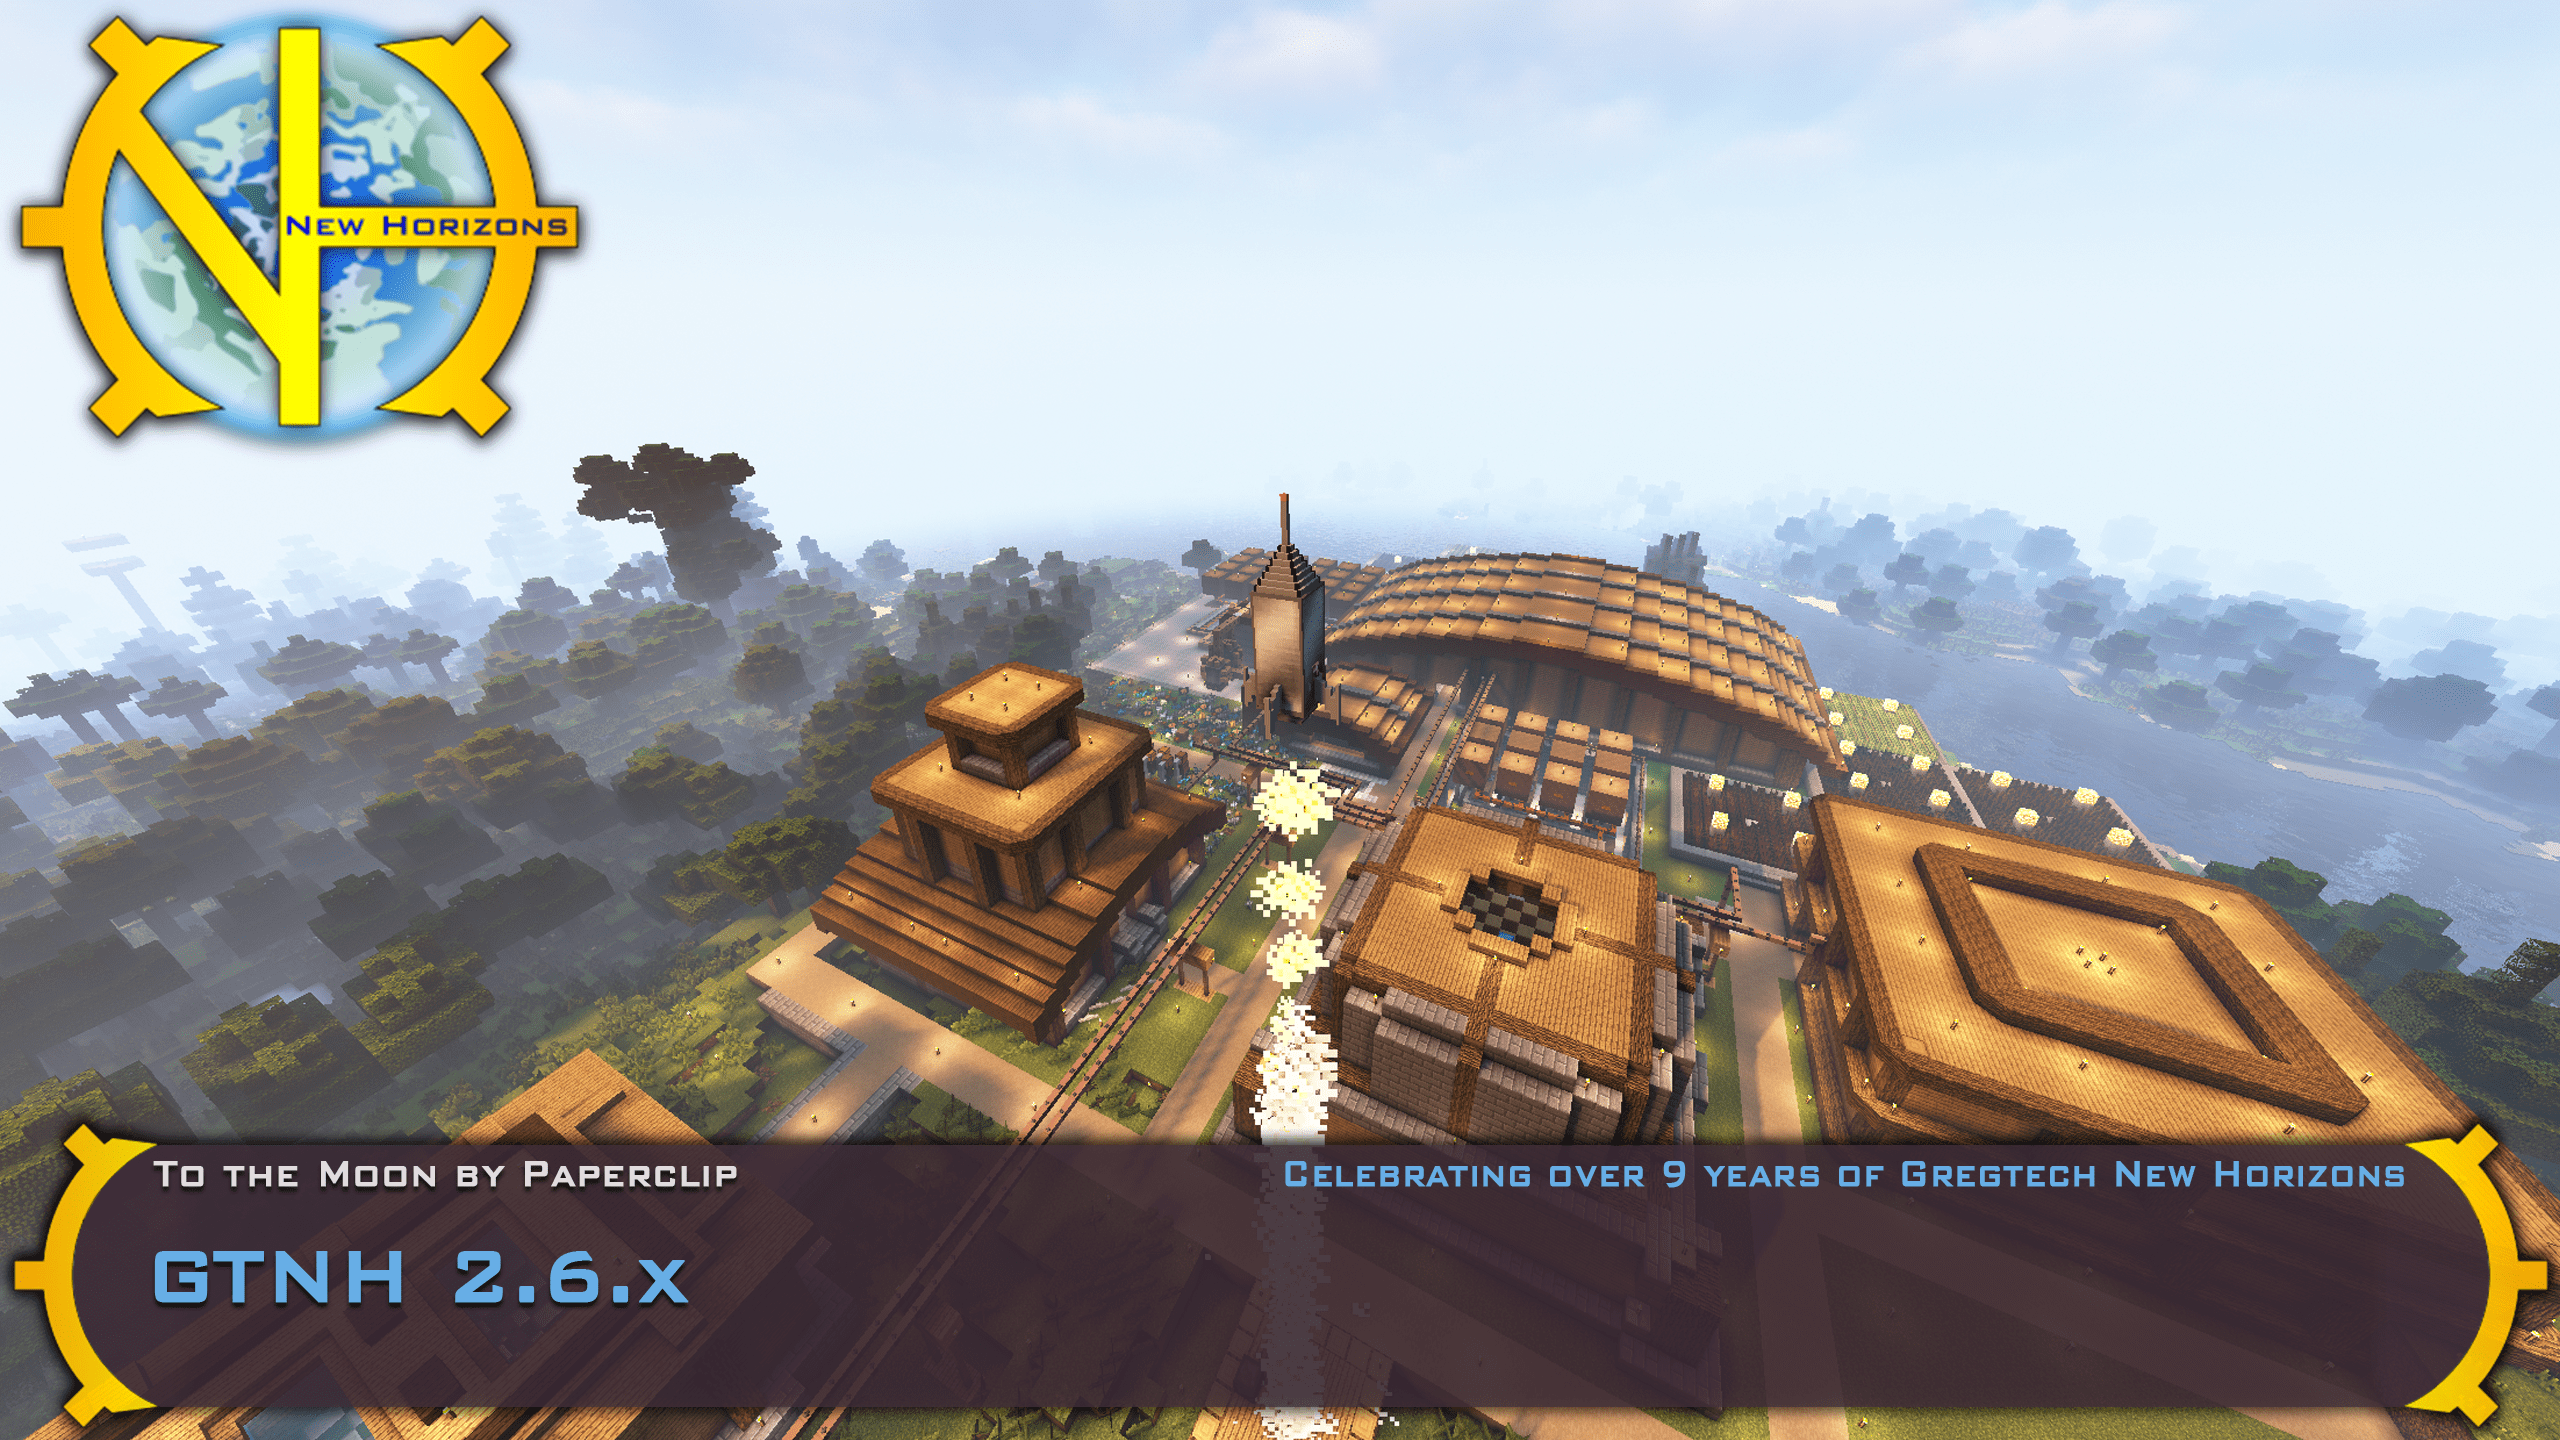 New Horizons
To the Moon by Paperclip
Celebrating over 9 years of Gregtech New Horizons
GTNH 2.6.x